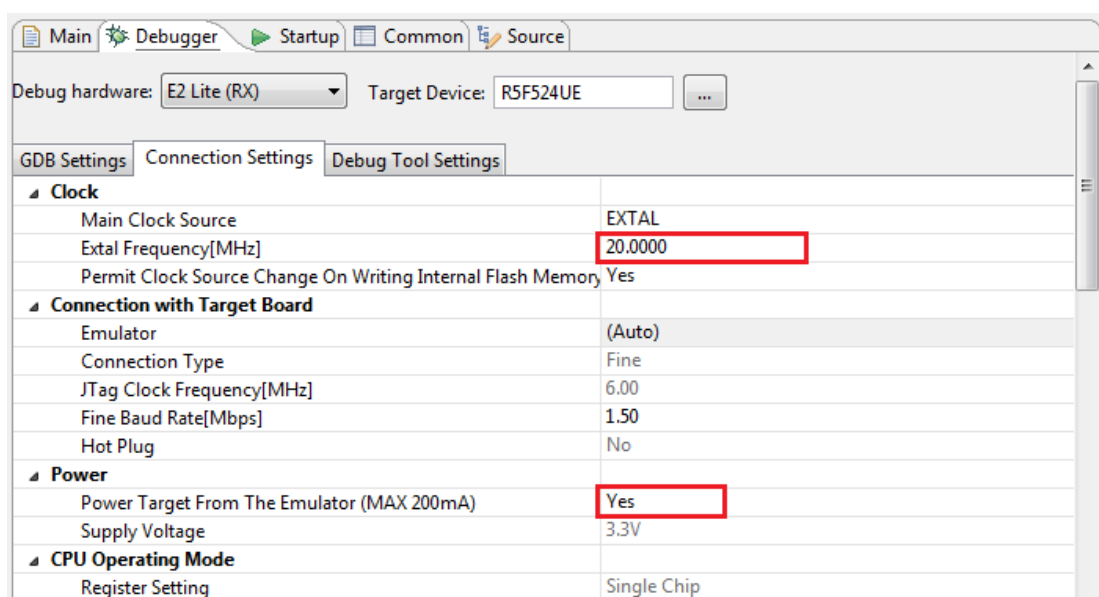 Main Debugger Startup Common Source
Debug hardware: E2 Lite (RX) Target Device: R5F524UE ...
GDB Settings Connection Settings Debug Tool Settings
Clock
Main Clock Source EXTAL
Extal Frequency[MHz] 20.0000
Permit Clock Source Change On Writing Internal Flash Memory Yes
Connection with Target Board
Emulator (Auto)
Connection Type Fine
JTag Clock Frequency[MHz] 6.00
Fine Baud Rate[Mbps] 1.50
Hot Plug No
Power
Power Target From The Emulator (MAX 200mA) Yes
Supply Voltage 3.3V
CPU Operating Mode
Register Setting Single Chip